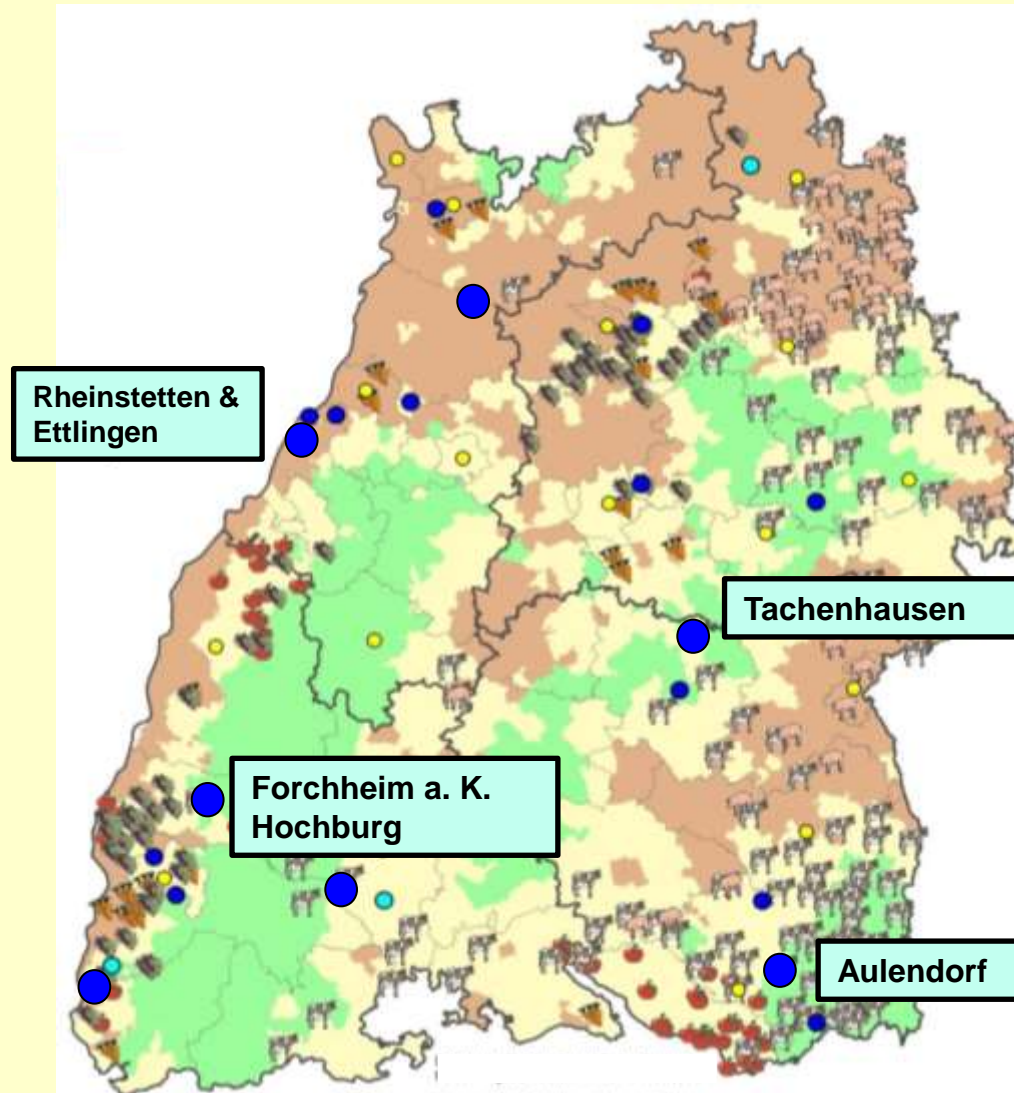 Rheinstetten &
Ettlingen
Tachenhausen
Forchheim a. K.
Hochburg
Aulendorf